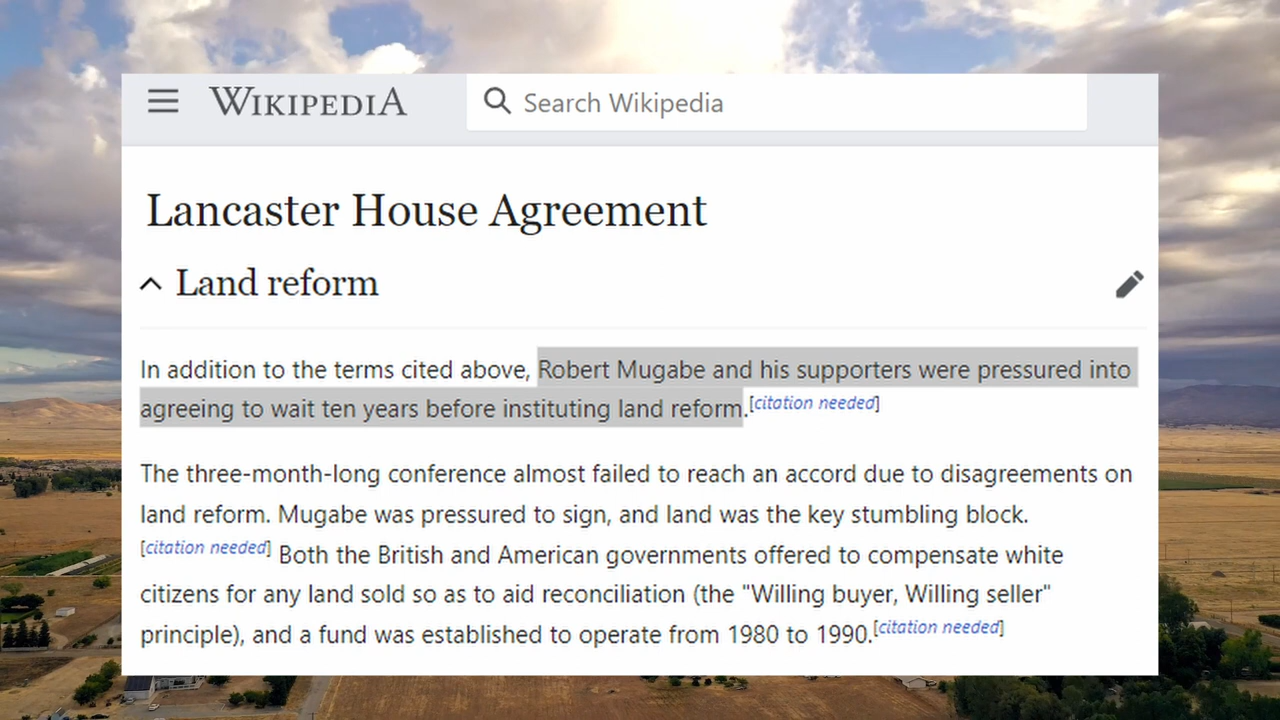 WIKIPEDIA
Search Wikipedia
Lancaster House Agreement
Land reform
In addition to the terms cited above, Robert Mugabe and his supporters were pressured into
agreeing to wait ten years before instituting land reform.[citation needed]
The three-month-long conference almost failed to reach an accord due to disagreements on
land reform. Mugabe was pressured to sign, and land was the key stumbling block.
[citation needed] Both the British and American governments offered to compensate white
citizens for any land sold so as to aid reconciliation (the "Willing buyer, Willing seller"
principle), and a fund was established to operate from 1980 to 1990.[citation needed]